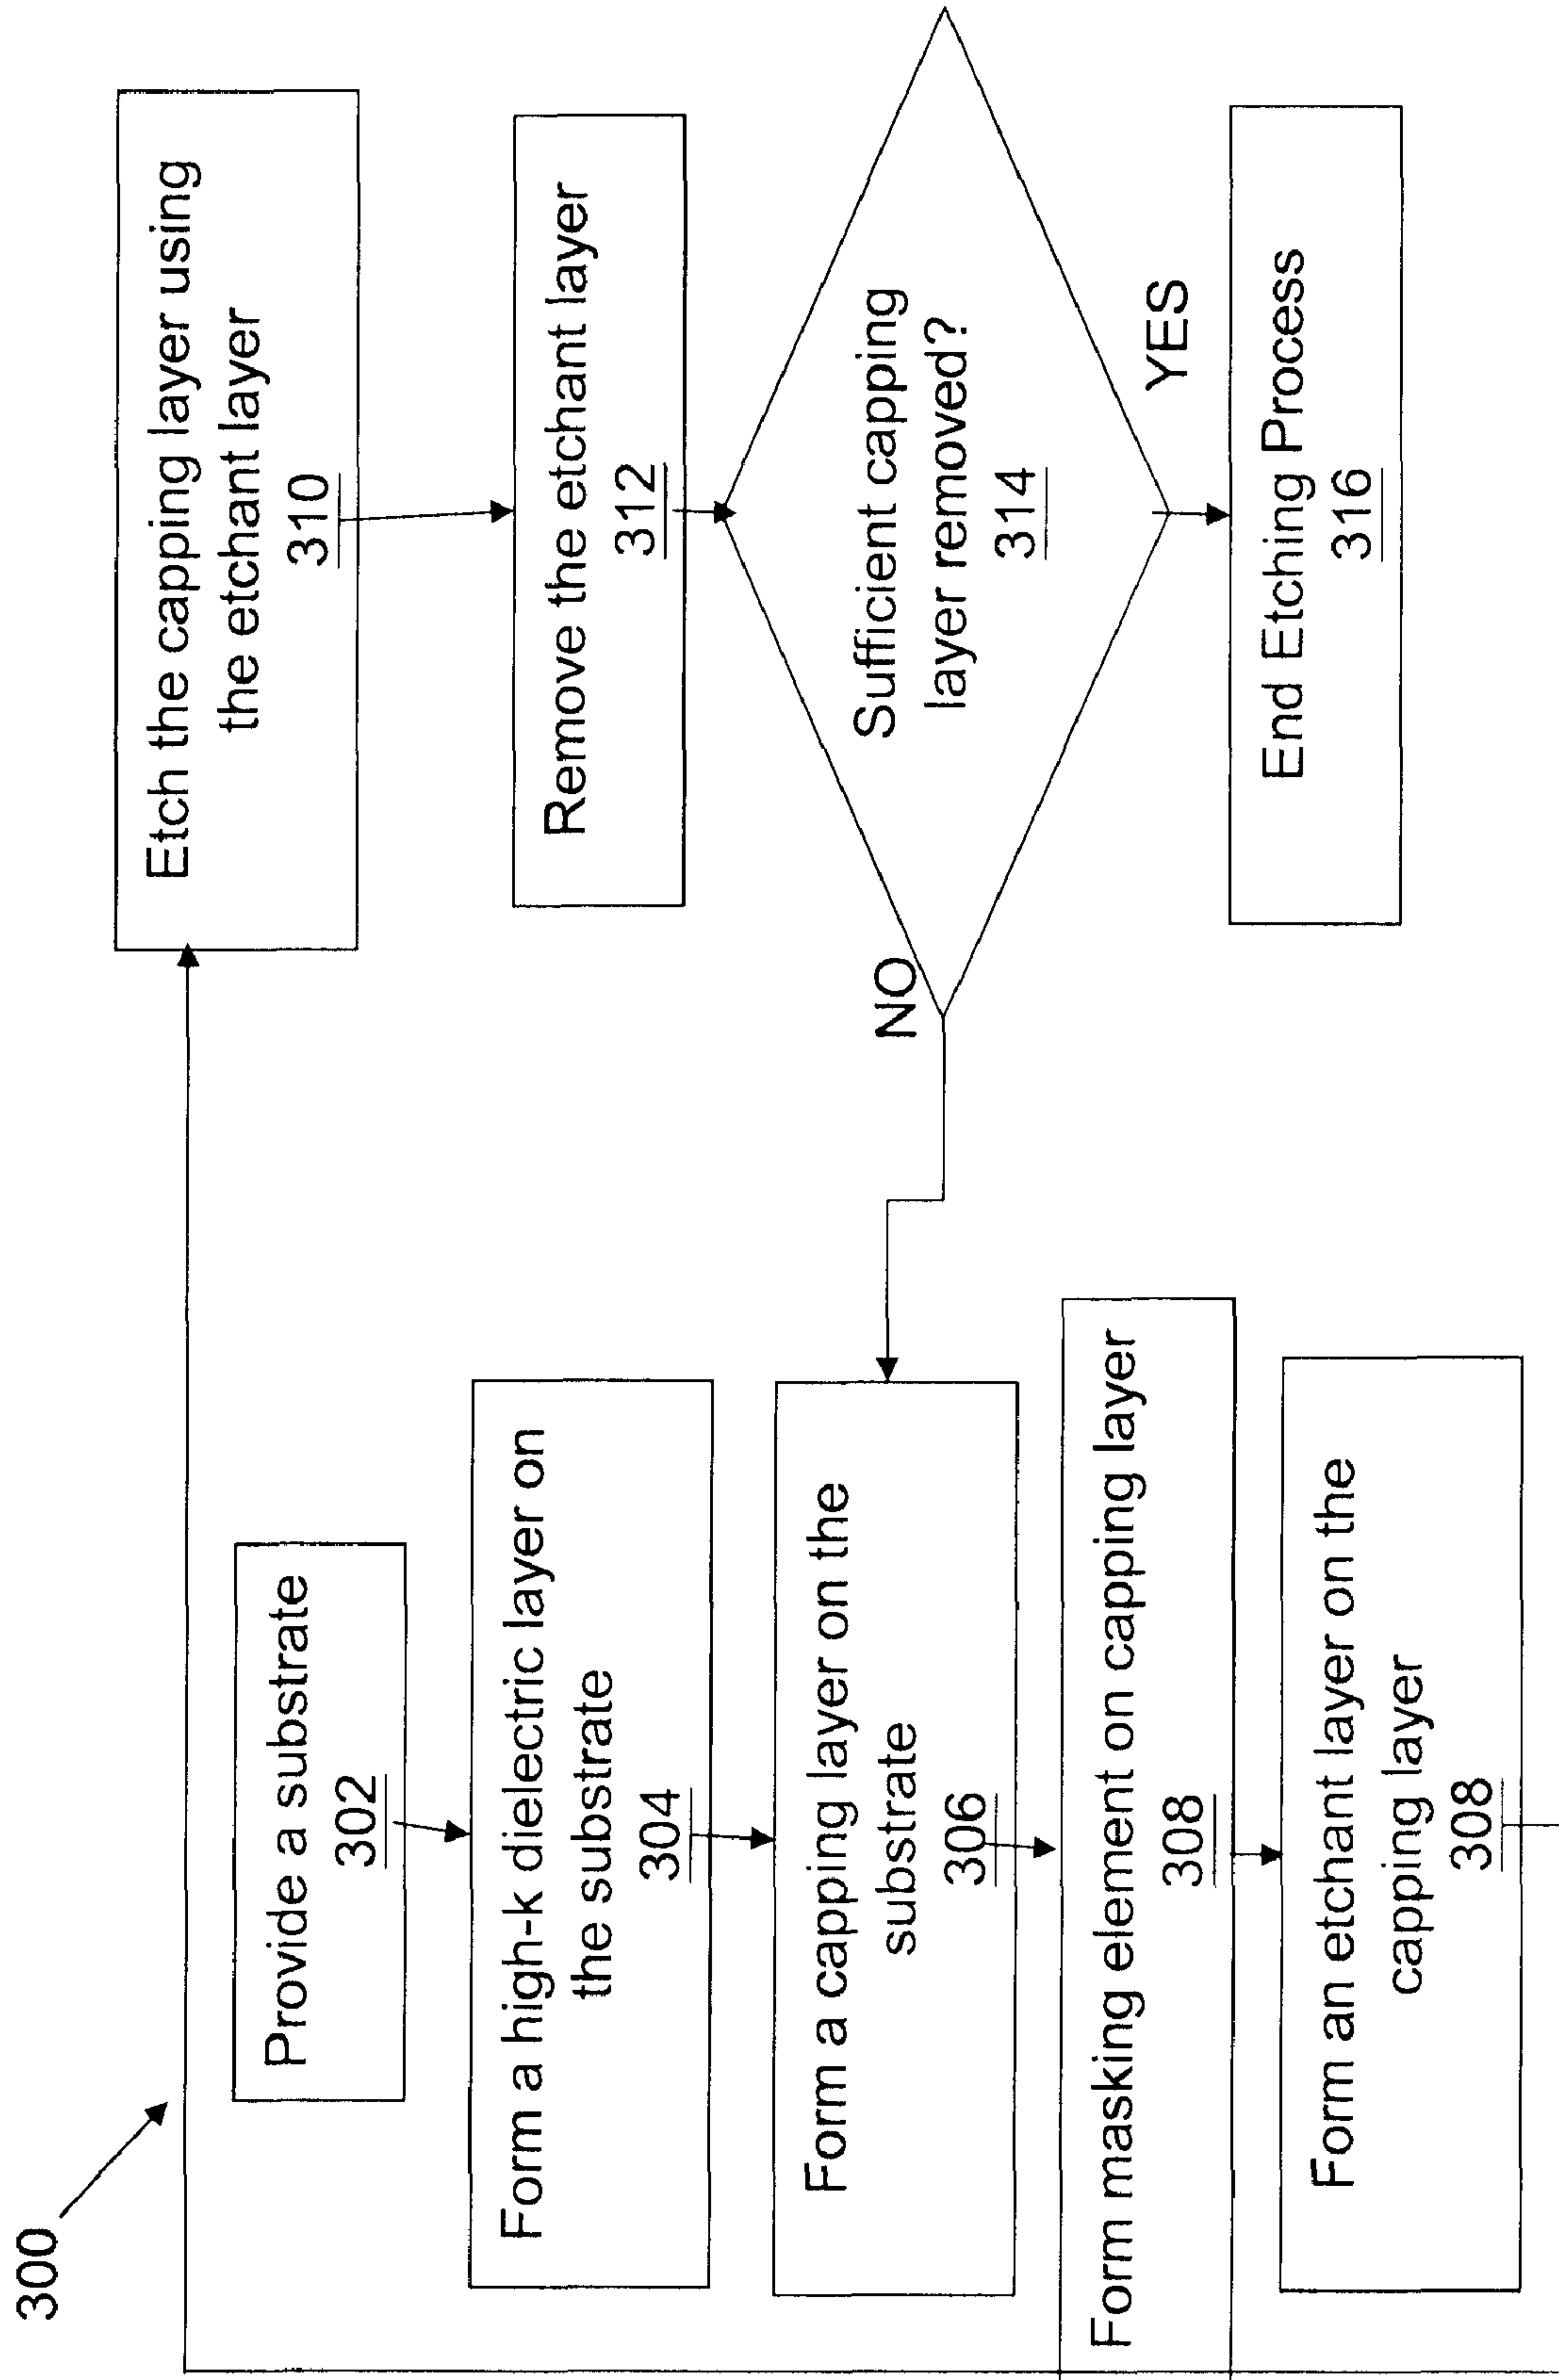 300
Provide a substrate
302
Form a high-k dielectric layer on
the substrate
304
Form a capping layer on the
substrate
306
Form masking element on capping layer
308
Form an etchant layer on the
capping layer
308
Etch the capping layer using
the etchant layer
310
Remove the etchant layer
312
Sufficient capping
layer removed?
314
NO
YES
End Etching Process
316